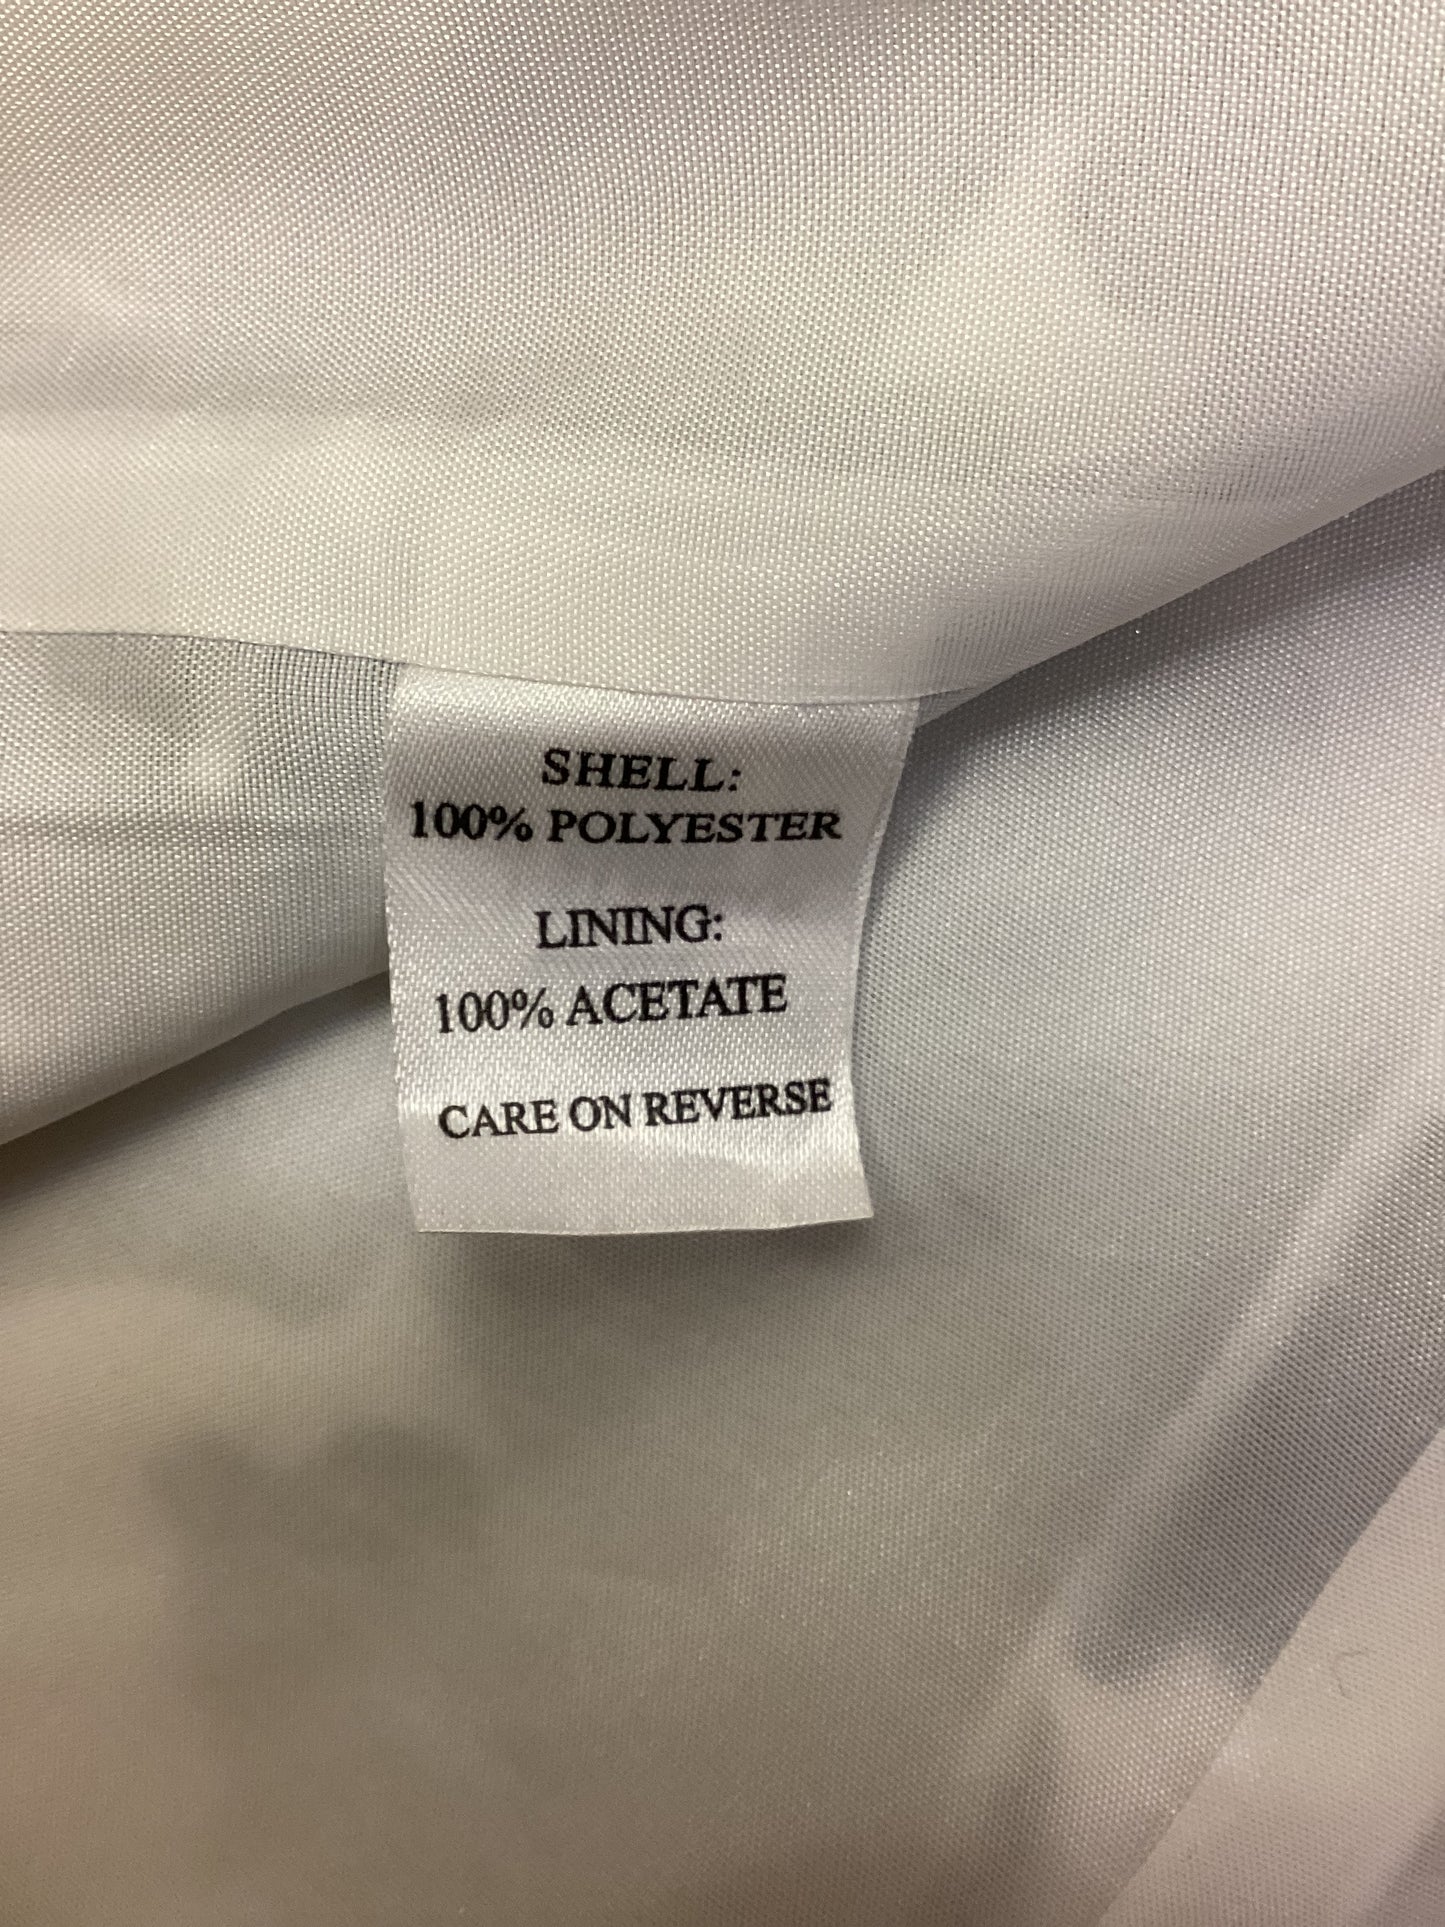 SHELL:
100% POLYESTER
LINING:
100% ACETATE
CARE ON REVERSE